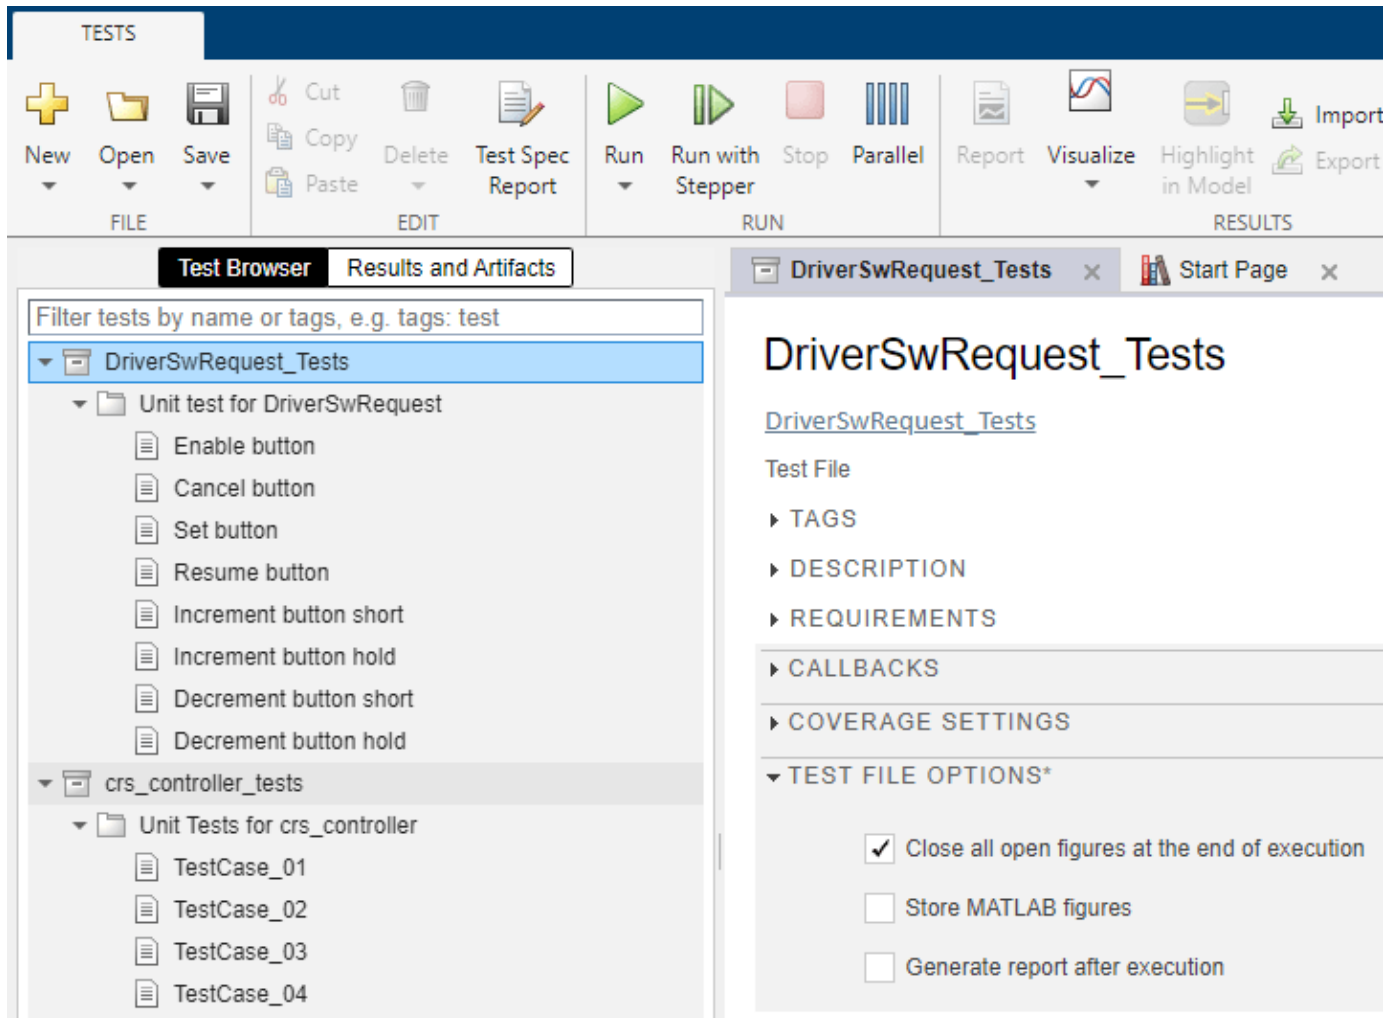 TESTS
New
Open
Save
Cut
Copy
Paste
Delete
Test Spec
Report
Run
Run with
Stepper
Stop
Parallel
Report
Visualize
Highlight
in Model
Import
Export
FILE
EDIT
RUN
RESULTS
Test Browser
Results and Artifacts
Filter tests by name or tags, e.g. tags: test
DriverSwRequest_Tests
Unit test for DriverSwRequest
Enable button
Cancel button
Set button
Resume button
Increment button short
Increment button hold
Decrement button short
Decrement button hold
crs_controller_tests
Unit Tests for crs_controller
TestCase_01
TestCase_02
TestCase_03
TestCase_04
DriverSwRequest_Tests
Start Page
DriverSwRequest_Tests
DriverSwRequest_Tests
Test File
TAGS
DESCRIPTION
REQUIREMENTS
CALLBACKS
COVERAGE SETTINGS
TEST FILE OPTIONS*
Close all open figures at the end of execution
Store MATLAB figures
Generate report after execution